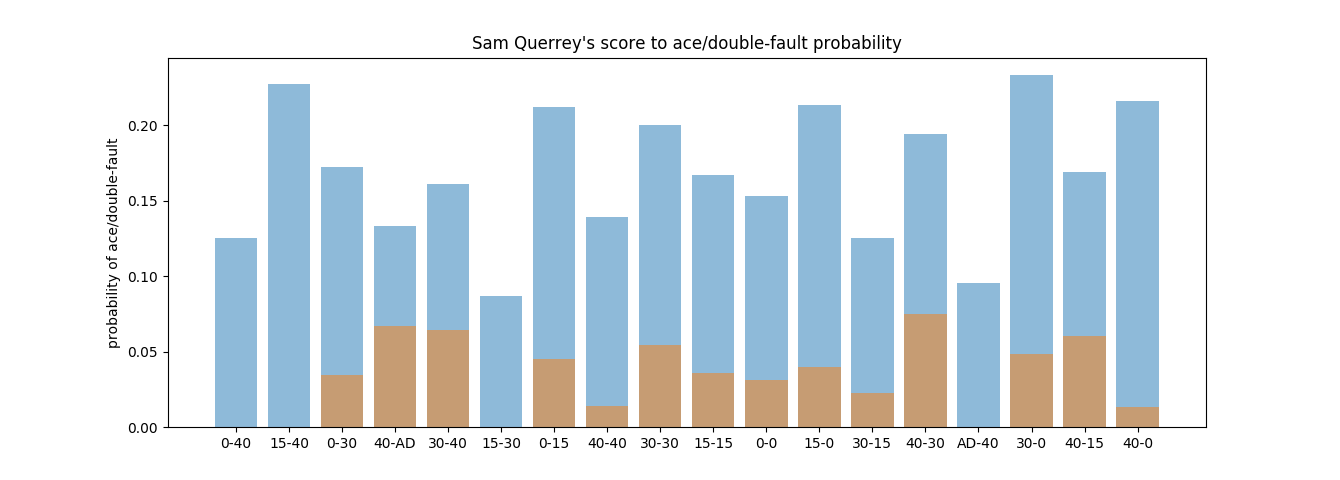 Sam Querrey's score to ace/double-fault probability
probability of ace/double-fault
0.20
0.15
0.10
0.05
0.00
0-40 15-40 0-30 40-AD 30-40 15-30 0-15 40-40 30-30 15-15 0-0 15-0 30-15 40-30 AD-40 30-0 40-15 40-0